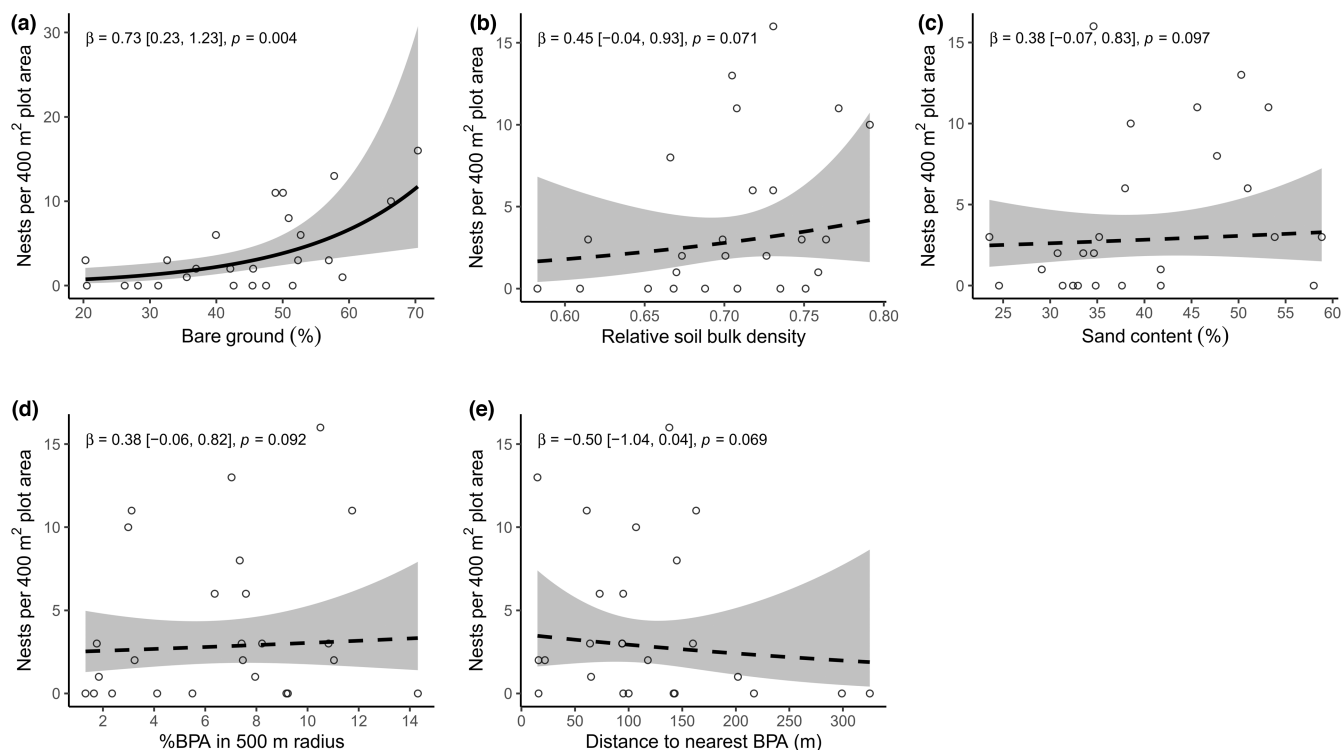 (a)
β = 0.73 [0.23, 1.23], p = 0.004
Nests per 400 m² plot area
30
20
10
0
20 30 40 50 60 70
Bare ground (%)
(b)
β = 0.45 [−0.04, 0.93], p = 0.071
Nests per 400 m² plot area
15
10
5
0
0.60 0.65 0.70 0.75 0.80
Relative soil bulk density
(c)
β = 0.38 [−0.07, 0.83], p = 0.097
Nests per 400 m² plot area
15
10
5
0
25 30 35 40 45 50 55 60
Sand content (%)
(d)
β = 0.38 [−0.06, 0.82], p = 0.092
Nests per 400 m² plot area
15
10
5
0
2 4 6 8 10 12 14
%BPA in 500 m radius
(e)
β = −0.50 [−1.04, 0.04], p = 0.069
Nests per 400 m² plot area
15
10
5
0
0 50 100 150 200 250 300
Distance to nearest BPA (m)